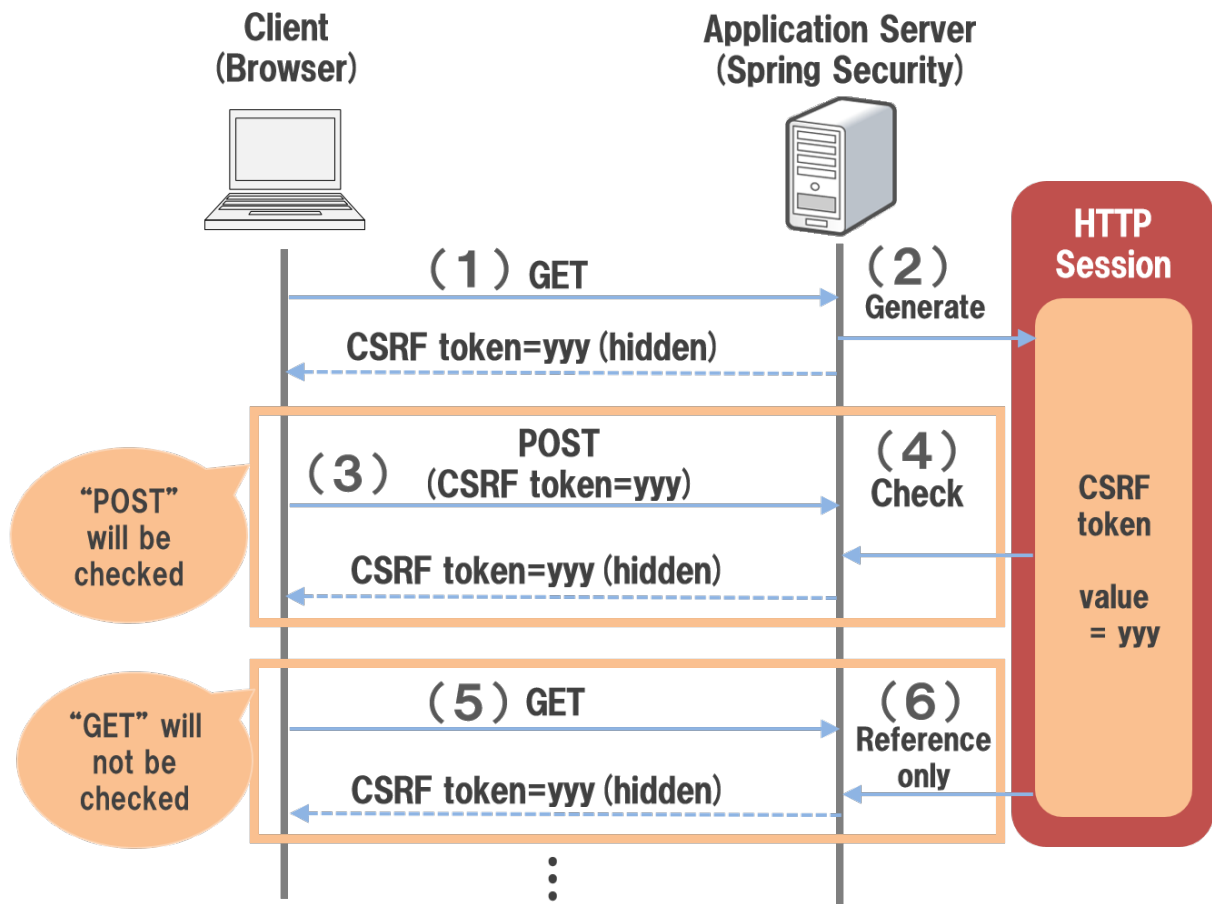 Client
(Browser)
Application Server
(Spring Security)
HTTP
Session
(1) GET
(2)
Generate
CSRF token=yyy (hidden)
“POST”
will be
checked
(3)
POST
(CSRF token=yyy)
(4)
Check
CSRF token=yyy (hidden)
CSRF
token
value
= yyy
“GET” will
not be
checked
(5) GET
(6)
Reference
only
CSRF token=yyy (hidden)